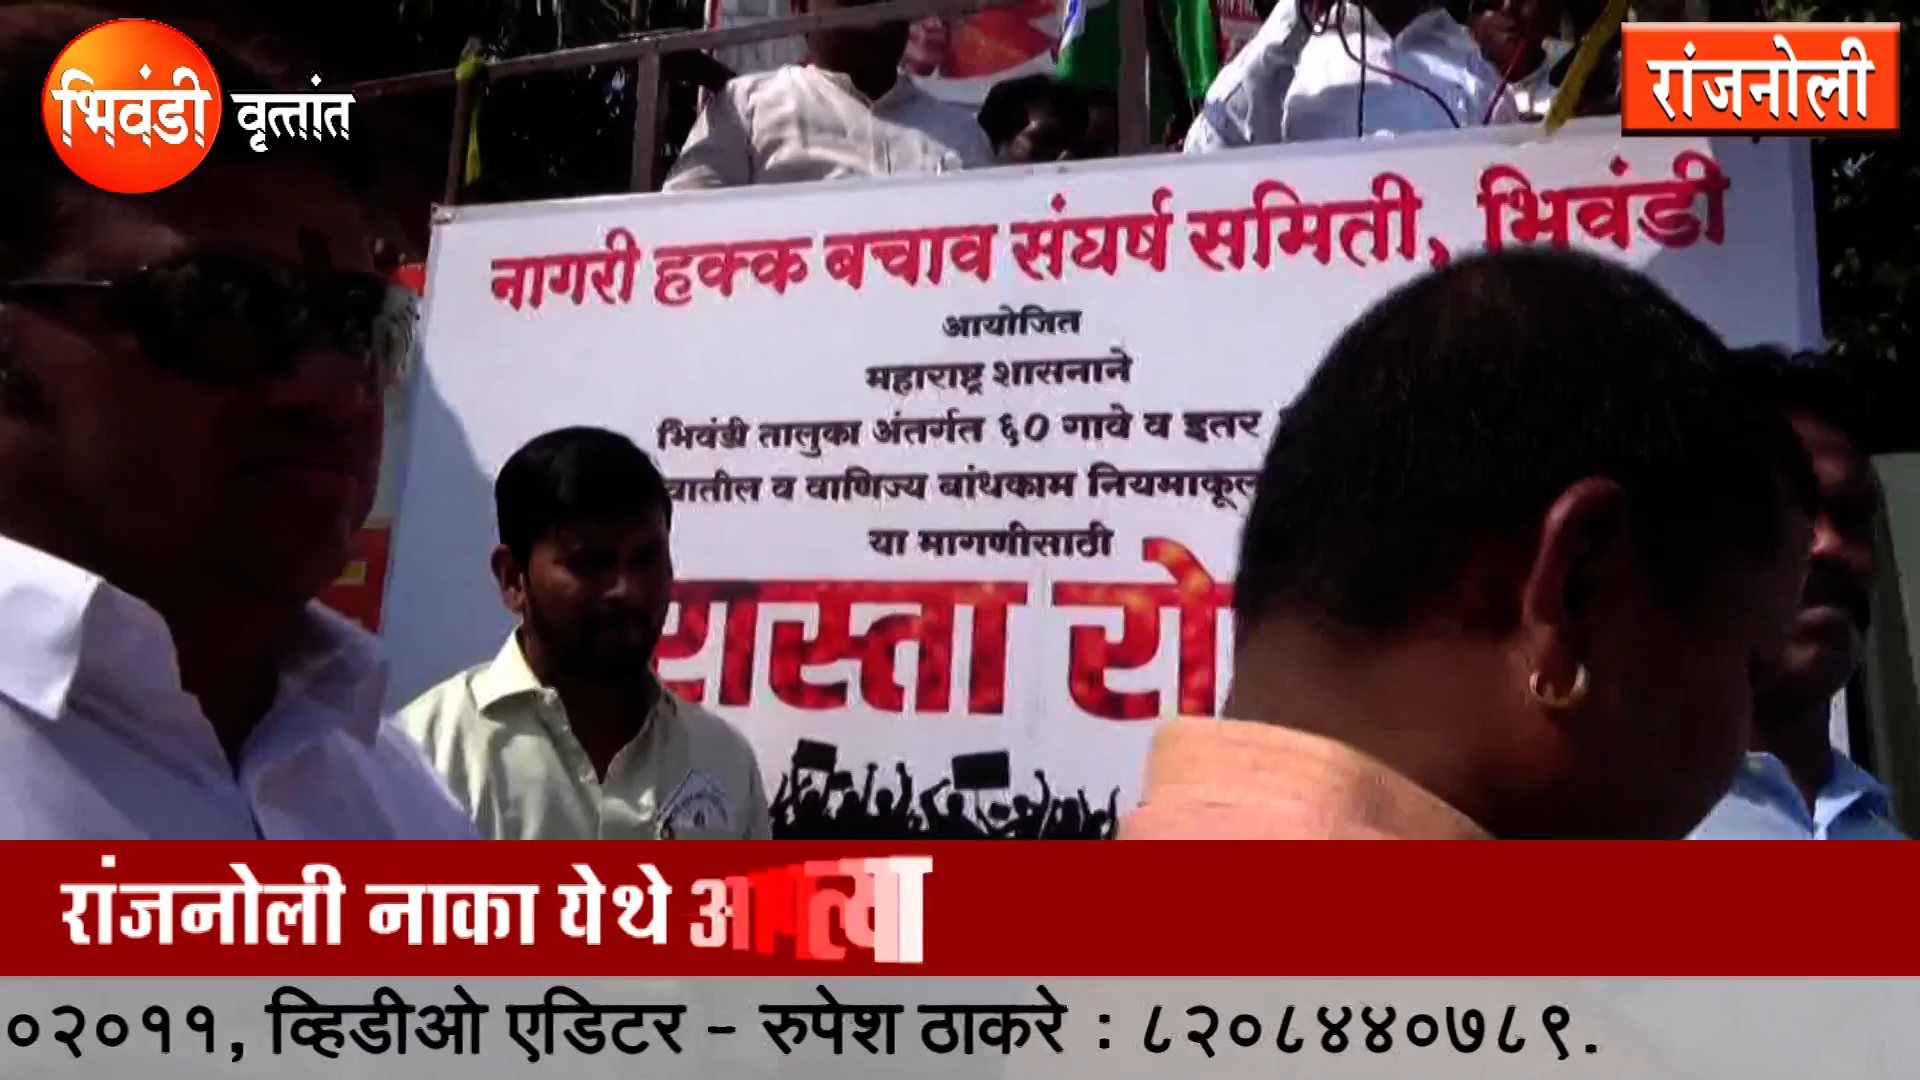 भिवंडी वृत्तांत
रांजनोली
नागरी हक्क बचाव संघर्ष समिती, भिवंडी
आयोजित
महाराष्ट्र शासनाने
भिवंडी तालुका अंतर्गत ६० गावे व इतर
व वाणिज्य बांधकाम
या मागणीसाठी
रास्ता
रांजनोली नाका येथे
०२०११, व्हिडीओ एडिटर - रुपेश ठाकरे : ८२०८४४०७८९.